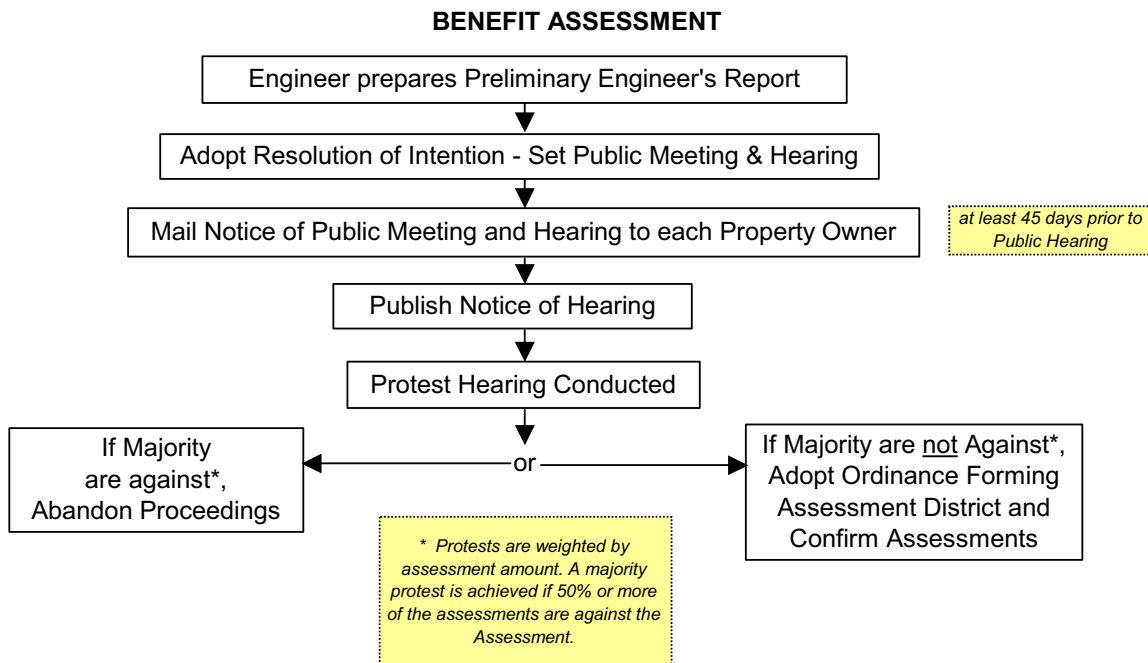 BENEFIT ASSESSMENT
Engineer prepares Preliminary Engineer's Report
Adopt Resolution of Intention - Set Public Meeting & Hearing
Mail Notice of Public Meeting and Hearing to each Property Owner
at least 45 days prior to
Public Hearing
Publish Notice of Hearing
Protest Hearing Conducted
If Majority
are against*,
Abandon Proceedings
or
If Majority are not Against*,
Adopt Ordinance Forming
Assessment District and
Confirm Assessments
* Protests are weighted by
assessment amount. A majority
protest is achieved if 50% or more
of the assessments are against the
Assessment.